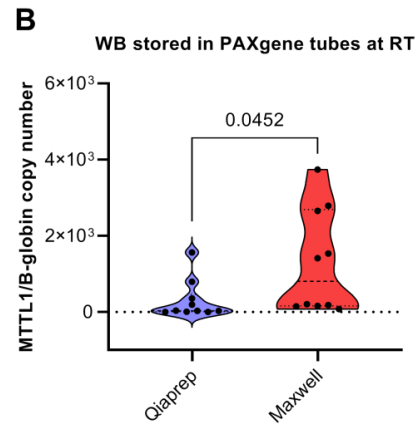 B
WB stored in PAXgene tubes at RT
MTTL1/B-globin copy number
6×10³
4×10³
2×10³
0
0.0452
Qiaprep
Maxwell